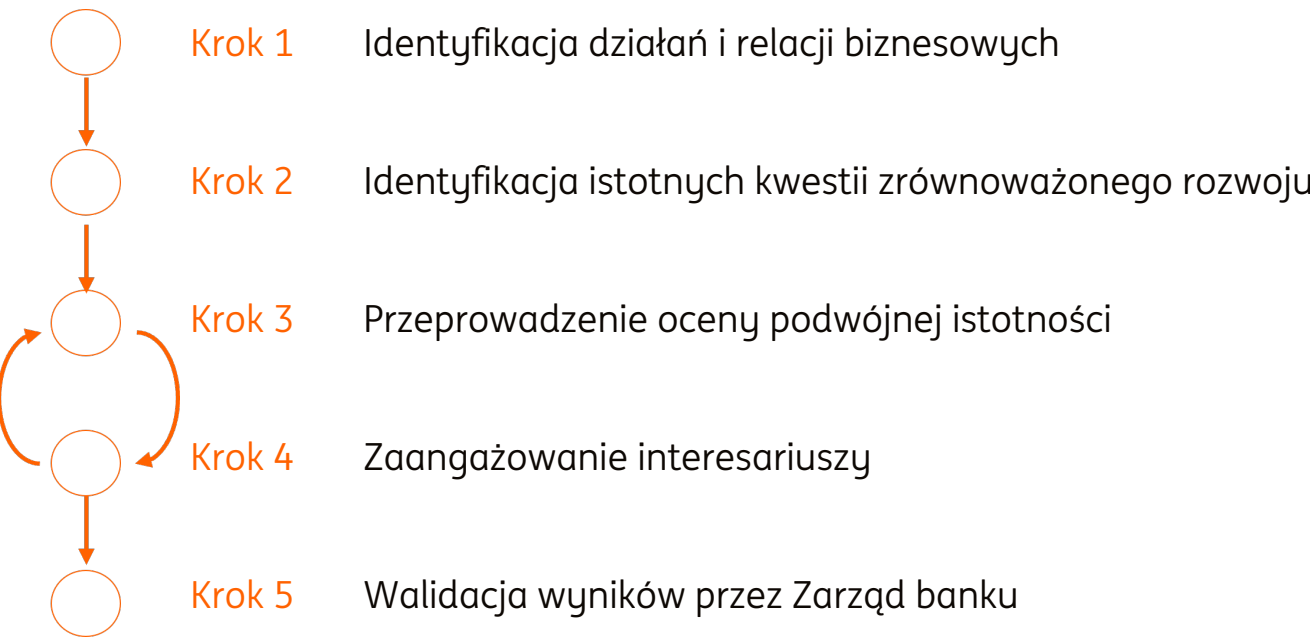 Krok 1 Identyfikacja działań i relacji biznesowych
Krok 2 Identyfikacja istotnych kwestii zrównoważonego rozwoju
Krok 3 Przeprowadzenie oceny podwójnej istotności
Krok 4 Zaangażowanie interesariuszy
Krok 5 Walidacja wyników przez Zarząd banku